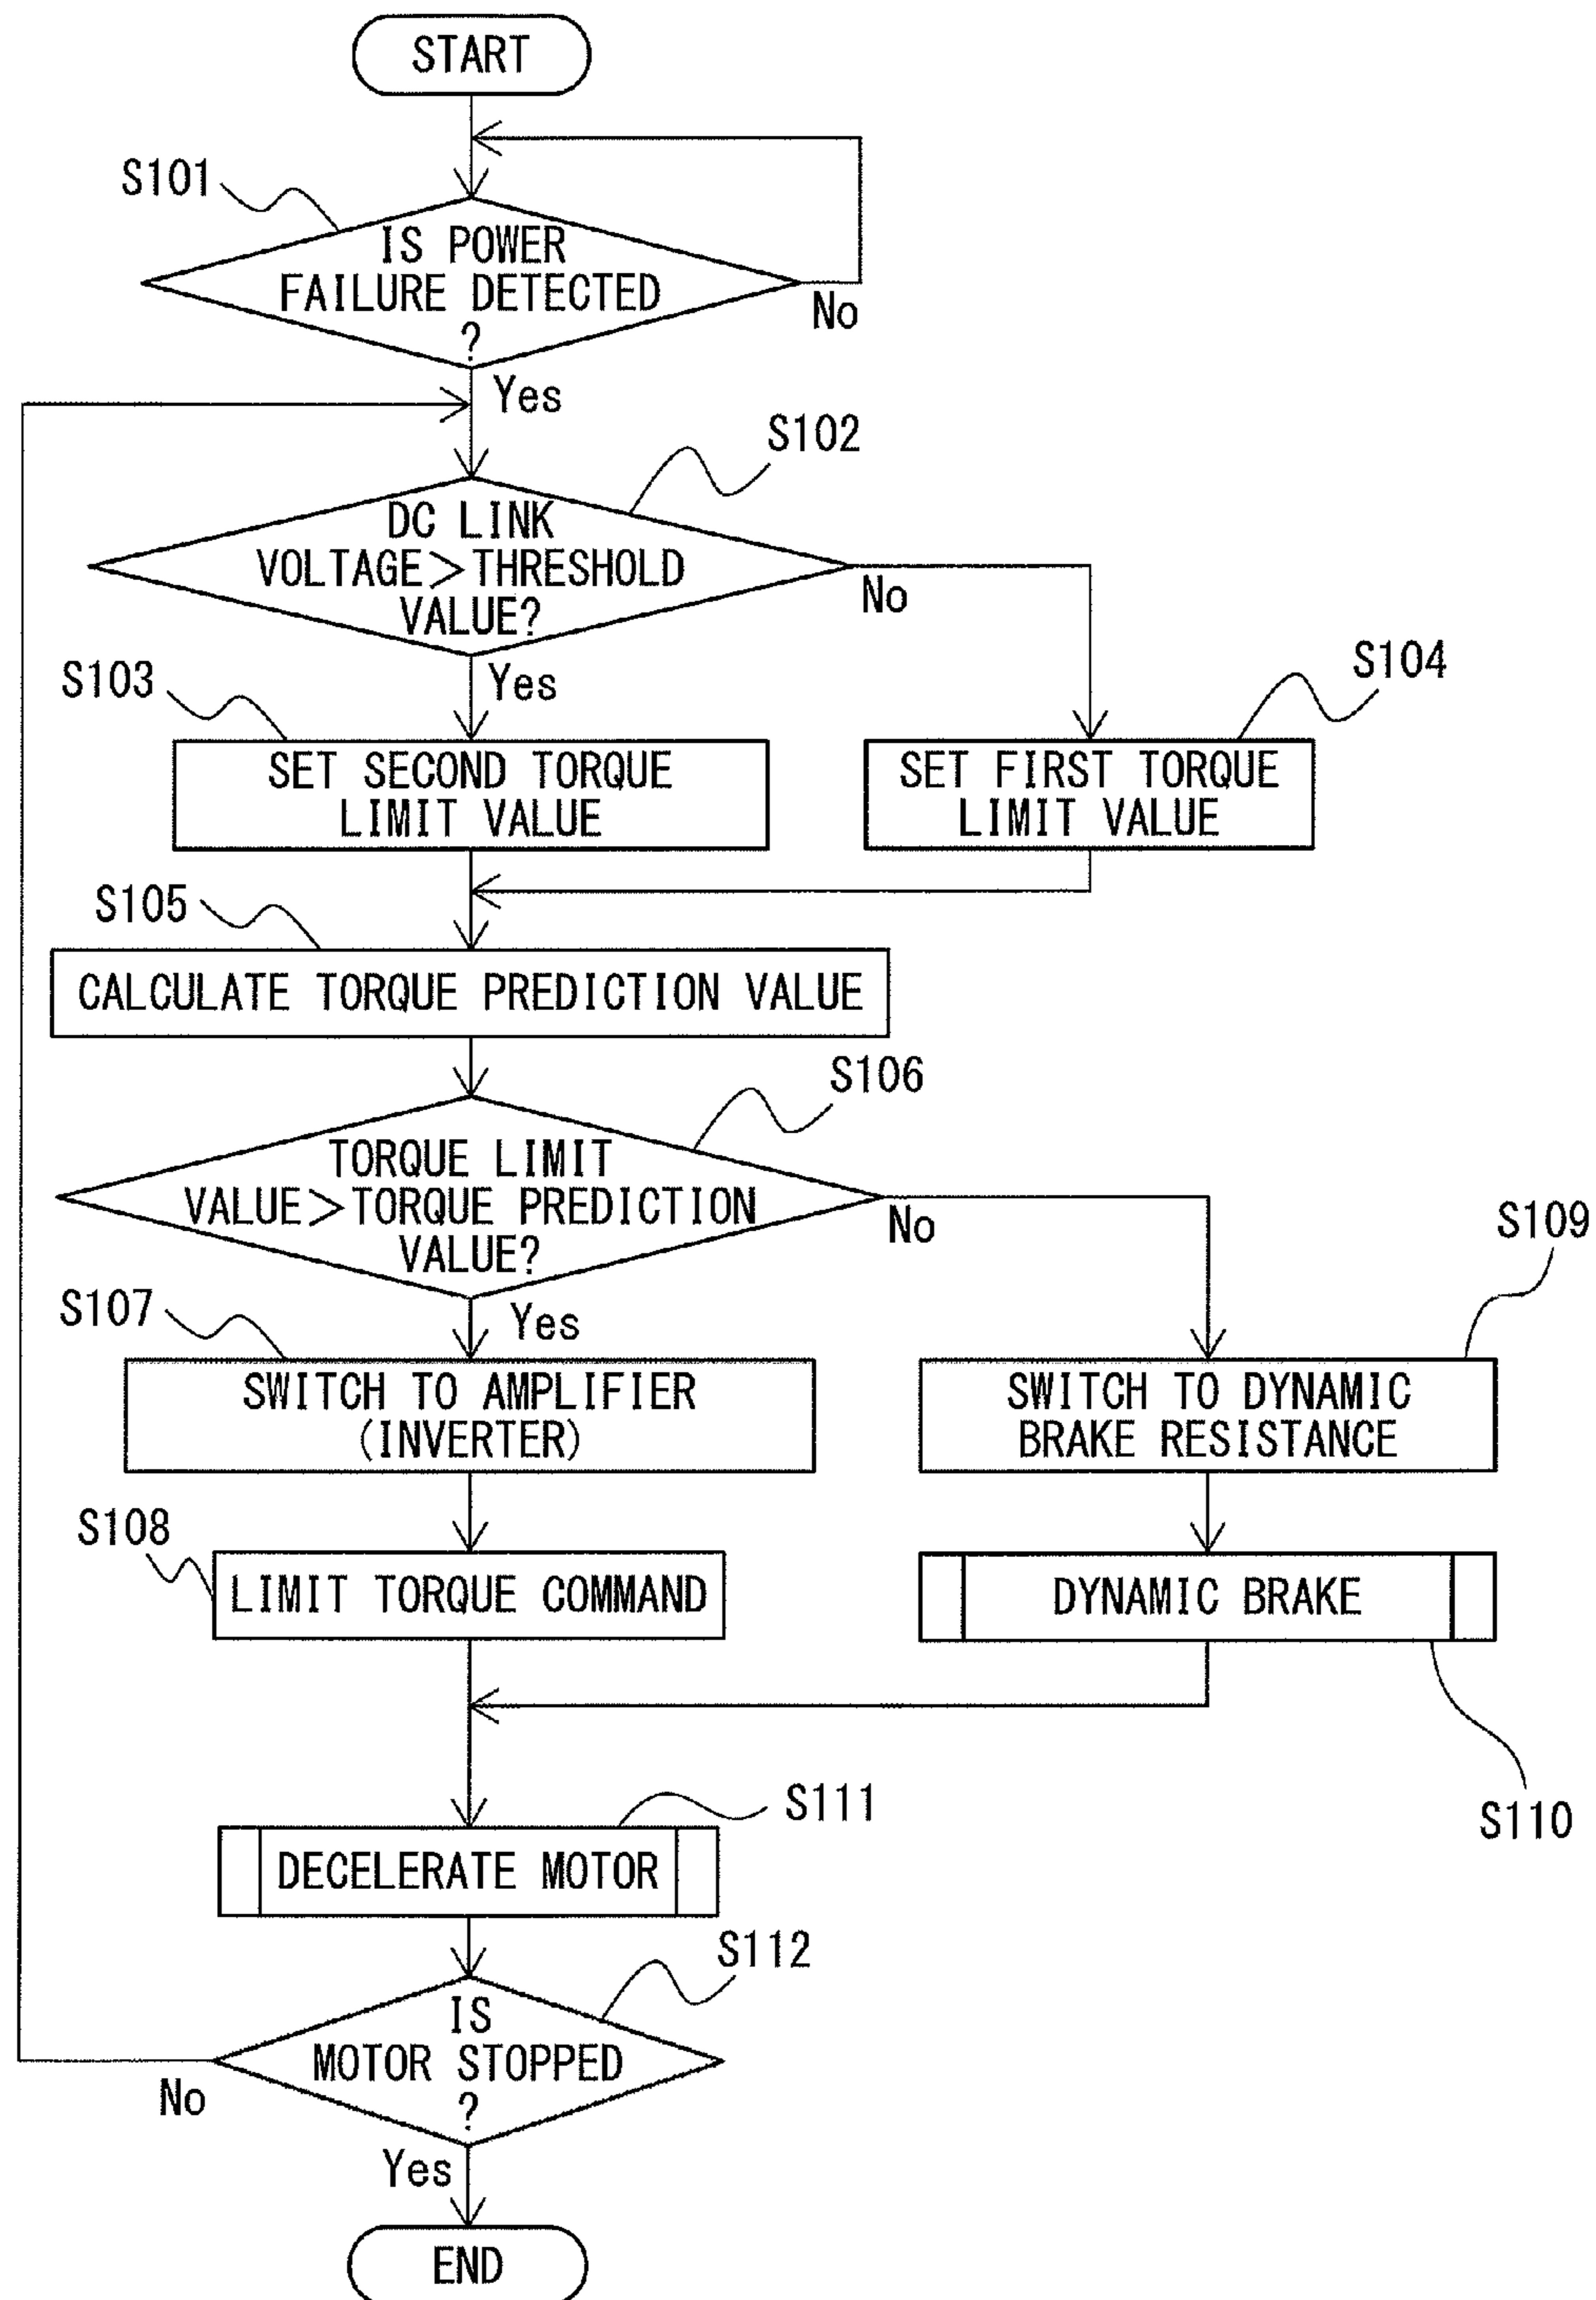 START
S101
IS POWER
FAILURE DETECTED
?
No
Yes
S102
DC LINK
VOLTAGE>THRESHOLD
VALUE?
No
Yes
S103
SET SECOND TORQUE
LIMIT VALUE
S104
SET FIRST TORQUE
LIMIT VALUE
S105
CALCULATE TORQUE PREDICTION VALUE
S106
TORQUE LIMIT
VALUE>TORQUE PREDICTION
VALUE?
No
Yes
S107
SWITCH TO AMPLIFIER
(INVERTER)
S109
SWITCH TO DYNAMIC
BRAKE RESISTANCE
S108
LIMIT TORQUE COMMAND
DYNAMIC BRAKE
S110
S111
DECELERATE MOTOR
S112
IS
MOTOR STOPPED
?
No
Yes
END